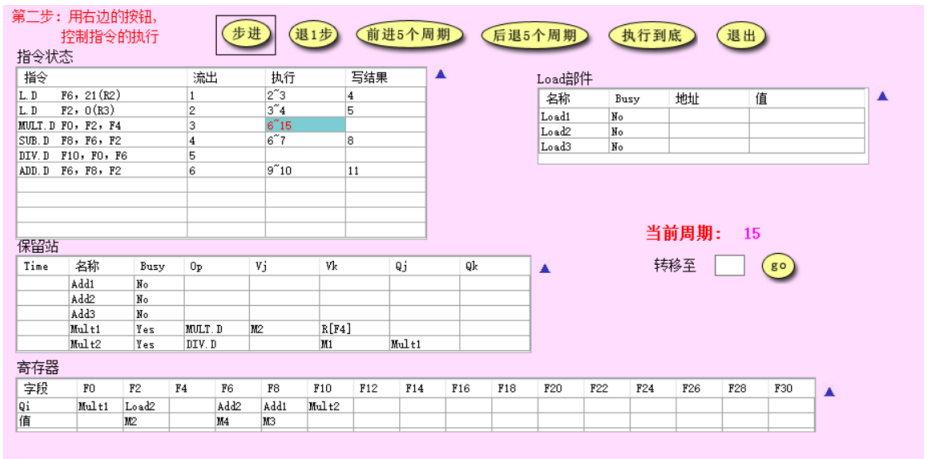 第二步：用右边的按钮，
控制指令的执行
步进 退1步 前进5个周期 后退5个周期 执行到底 退出
指令状态
指令 流出 执行 写结果
L.D F6, 21(R2) 1 2~3 4
L.D F2, 0(R3) 2 3~4 5
MULT.D F0, F2, F4 3 6~15
SUB.D F8, F6, F2 4 6~7 8
DIV.D F10, F0, F6 5
ADD.D F6, F8, F2 6 9~10 11
Load部件
名称 Busy 地址 值
Load1 No
Load2 No
Load3 No
当前周期： 15
转移至 go
保留站
Time 名称 Busy Op Vj Vk Qj Qk
Add1 No
Add2 No
Add3 No
Mult1 Yes MULT.D M2 R[F4]
Mult2 Yes DIV.D M1 Mult1
寄存器
字段 F0 F2 F4 F6 F8 F10 F12 F14 F16 F18 F20 F22 F24 F26 F28 F30
Qi Mult1 Load2 Add2 Add1 Mult2
值 M2 M4 M3